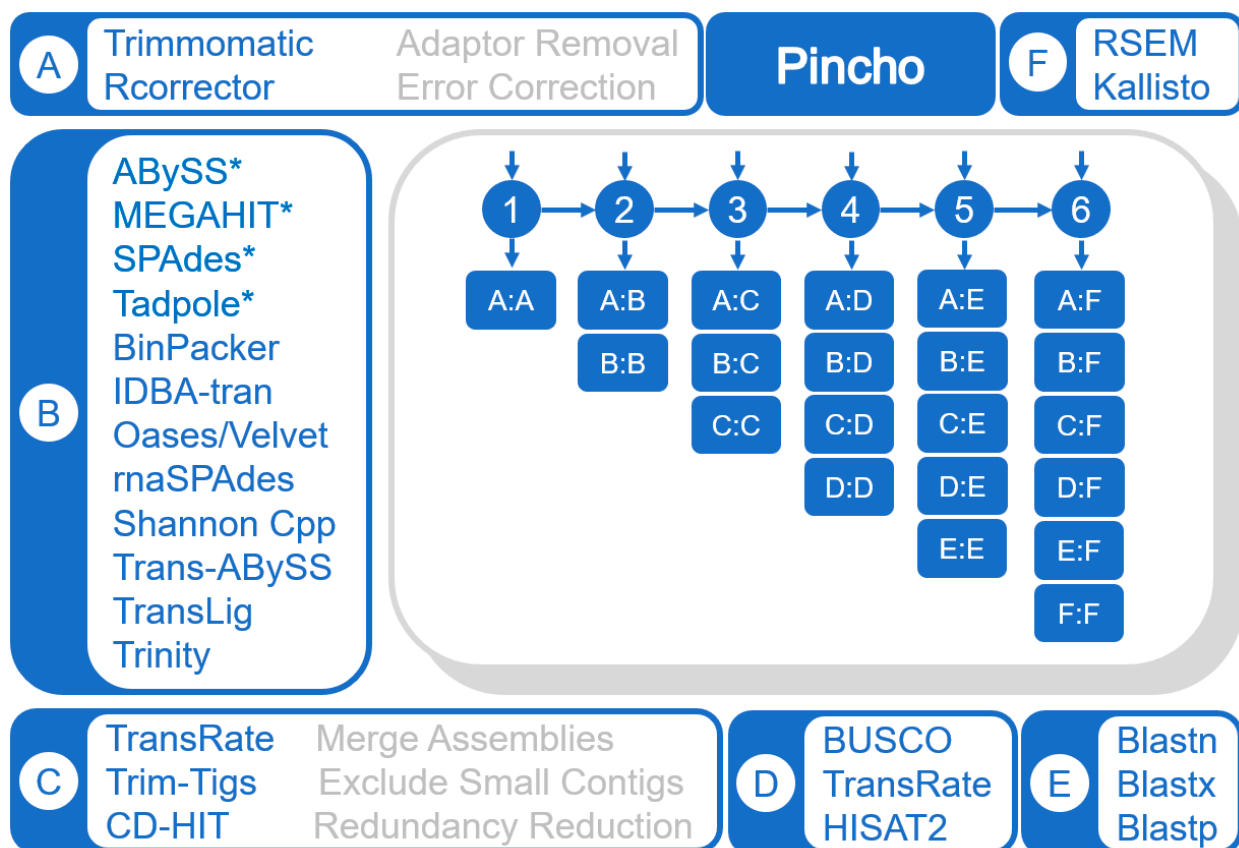 A
Trimmomatic Adaptor Removal
Rcorrector Error Correction
Pincho
F
RSEM
Kallisto
B
ABySS*
MEGAHIT*
SPAdes*
Tadpole*
BinPacker
IDBA-tran
Oases/Velvet
rnaSPAdes
Shannon Cpp
Trans-ABySS
TransLig
Trinity
1 2 3 4 5 6
A:A A:B A:C A:D A:E A:F
B:B B:C B:D B:E B:F
C:C C:D C:E C:F
D:D D:E D:F
E:E E:F
F:F
C
TransRate Merge Assemblies
Trim-Tigs Exclude Small Contigs
CD-HIT Redundancy Reduction
D
BUSCO
TransRate
HISAT2
E
Blastn
Blastx
Blastp